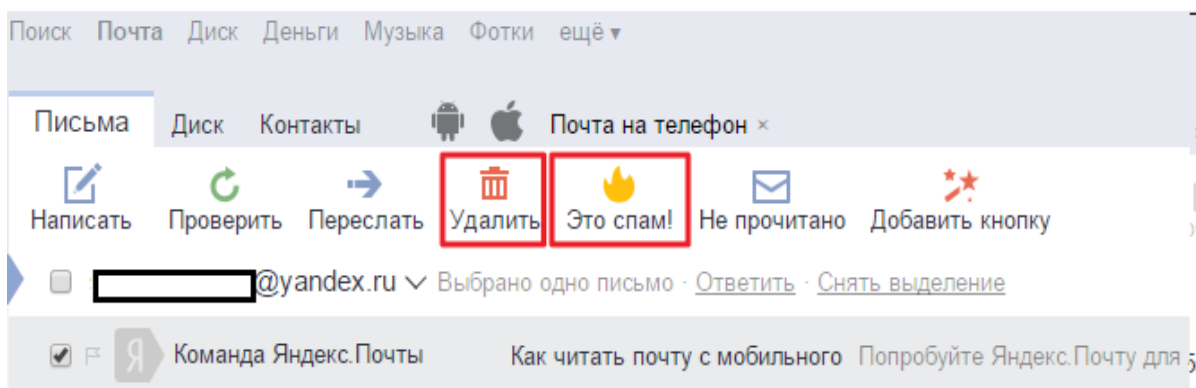 Поиск Почта Диск Деньги Музыка Фотки ещё ▾
Письма Диск Контакты Почта на телефон ×
Написать Проверить Переслать Удалить Это спам! Не прочитано Добавить кнопку
@yandex.ru Выбрано одно письмо · Ответить · Снять выделение
Я Команда Яндекс.Почты Как читать почту с мобильного Попробуйте Яндекс.Почту для